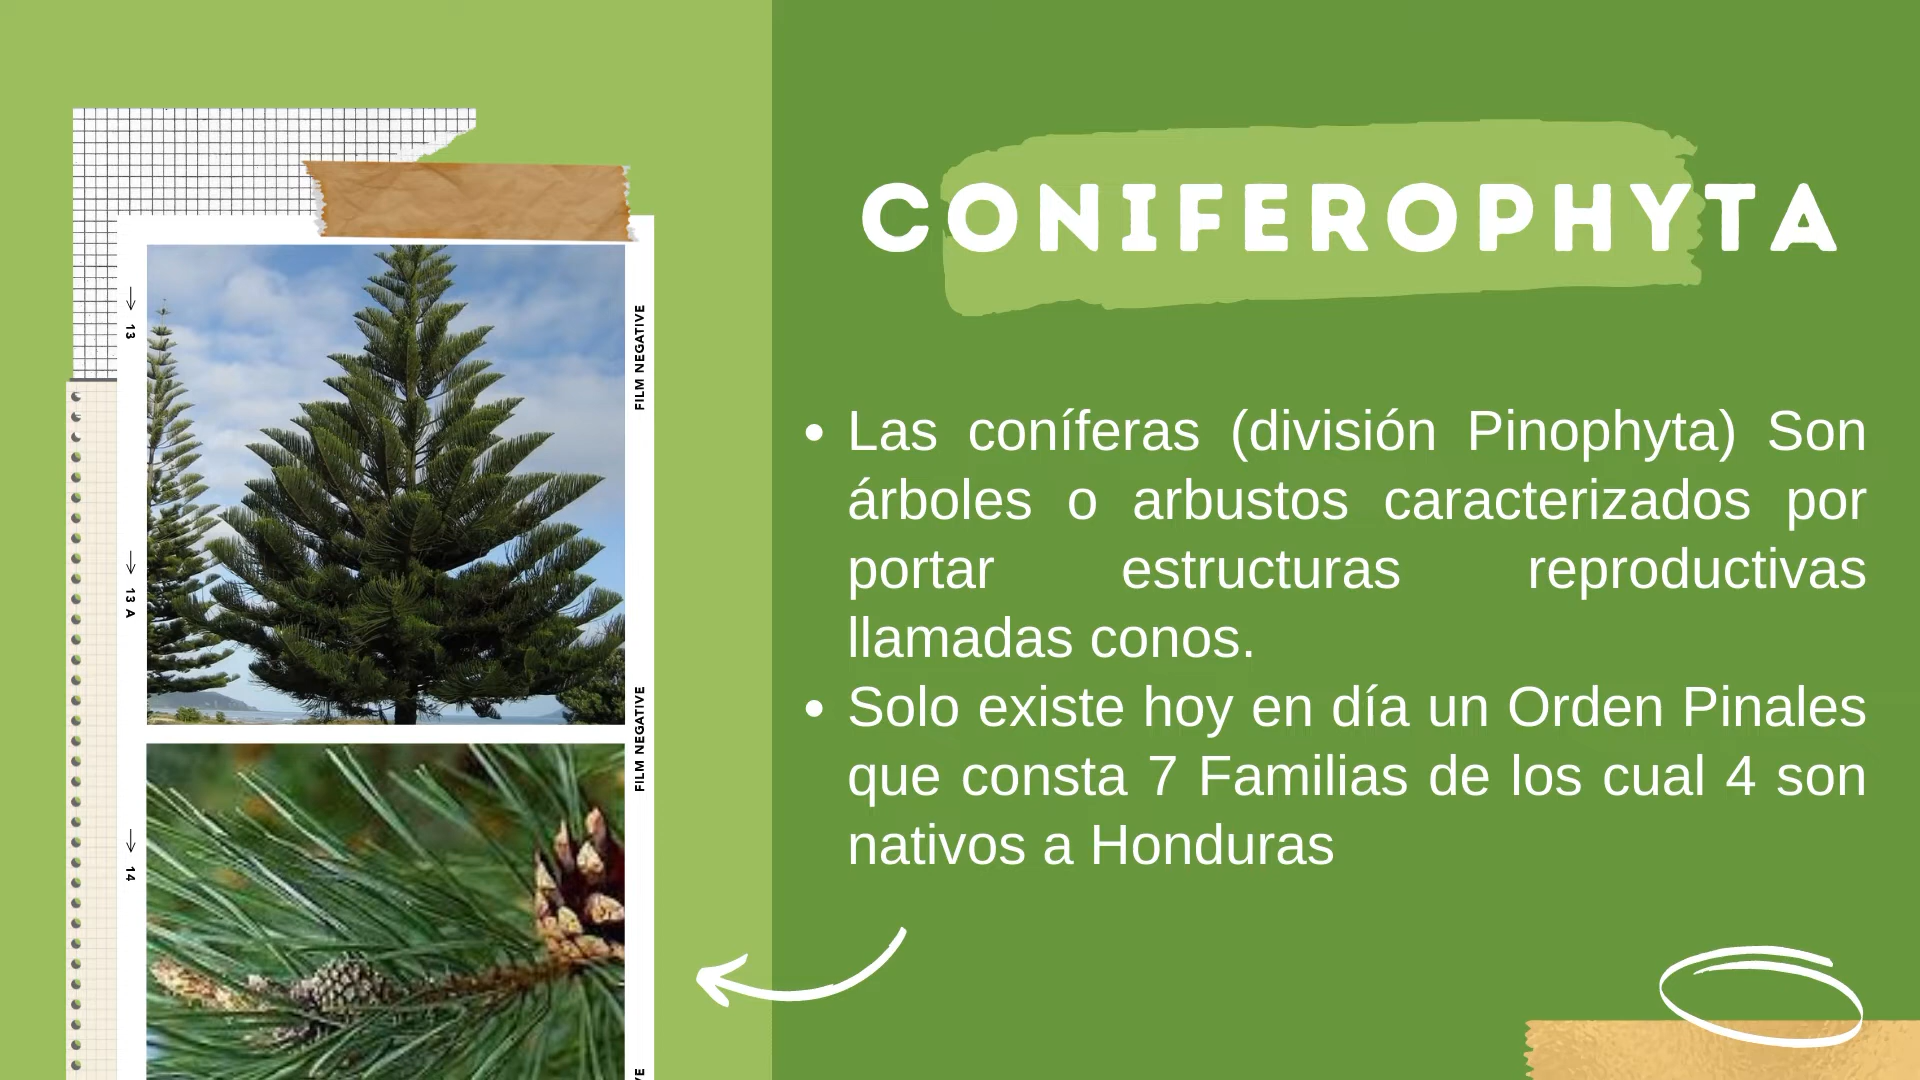 CONIFEROPHYTA
• Las coníferas (división Pinophyta) Son
árboles o arbustos caracterizados por
portar estructuras reproductivas
llamadas conos.
• Solo existe hoy en día un Orden Pinales
que consta 7 Familias de los cual 4 son
nativos a Honduras
13
FILM NEGATIVE
13 A
FILM NEGATIVE
14
VE